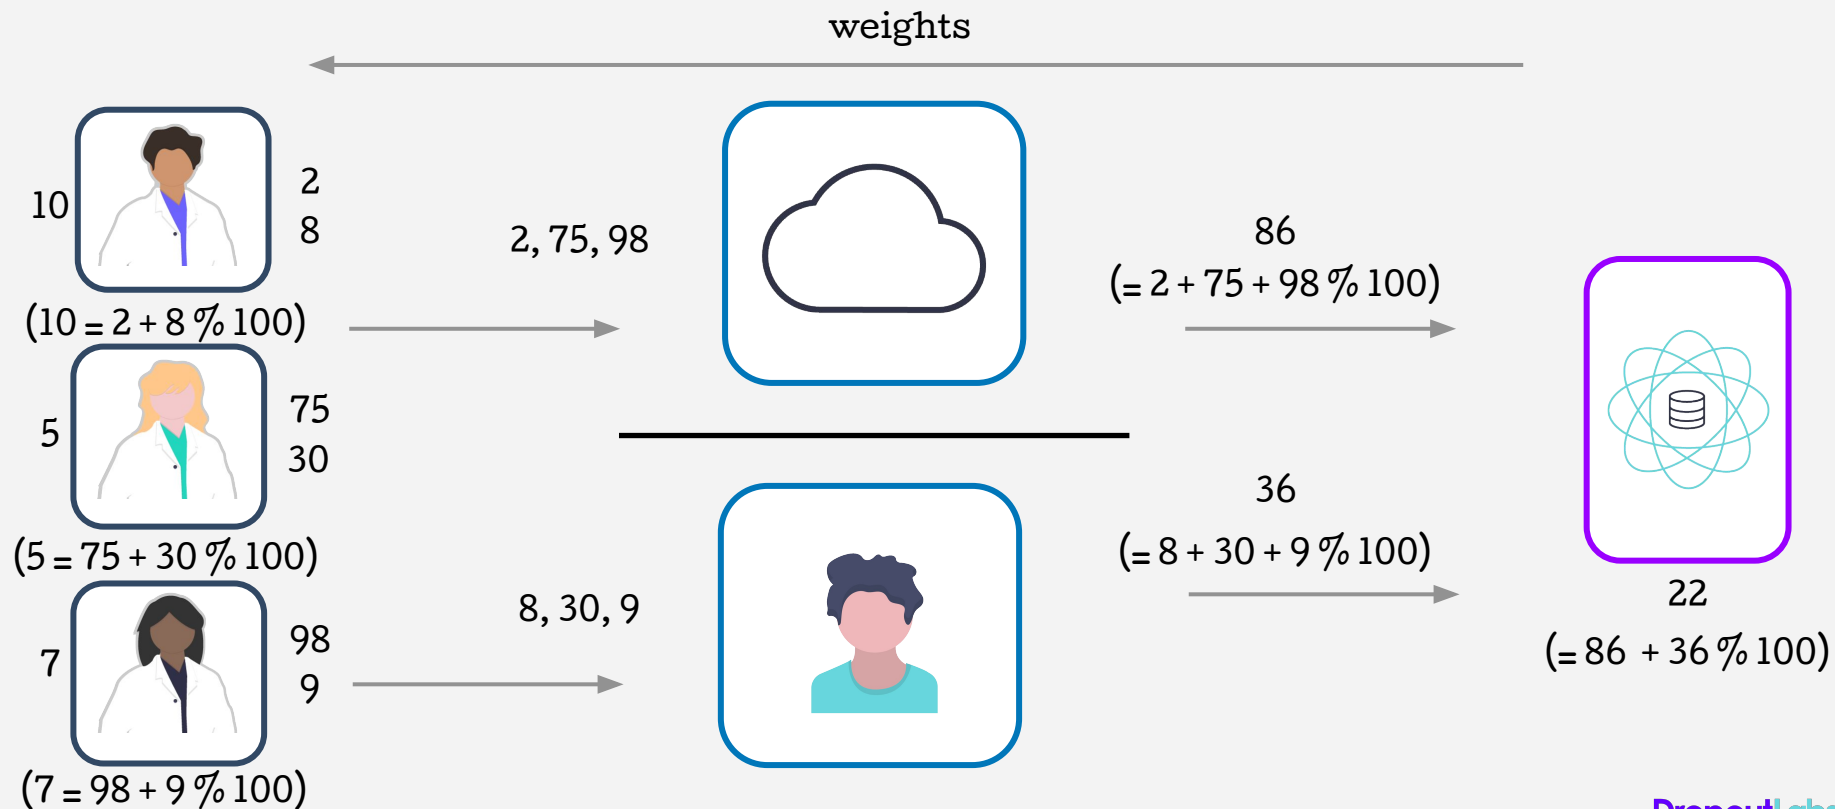 weights
10
2
8
(10 = 2 + 8 % 100)
5
75
30
(5 = 75 + 30 % 100)
7
98
9
(7 = 98 + 9 % 100)
2, 75, 98
8, 30, 9
86
(= 2 + 75 + 98 % 100)
36
(= 8 + 30 + 9 % 100)
22
(= 86 + 36 % 100)
DropoutLabs